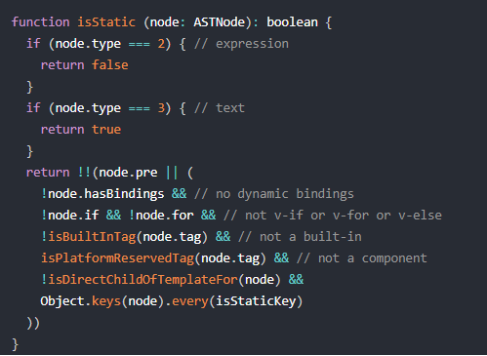 function isStatic (node: ASTNode): boolean {
  if (node.type === 2) { // expression
    return false
  }
  if (node.type === 3) { // text
    return true
  }
  return !!(node.pre || (
    !node.hasBindings && // no dynamic bindings
    !node.if && !node.for && // not v-if or v-for or v-else
    !isBuiltInTag(node.tag) && // not a built-in
    isPlatformReservedTag(node.tag) && // not a component
    !isDirectChildOfTemplateFor(node) &&
    Object.keys(node).every(isStaticKey)
  ))
}